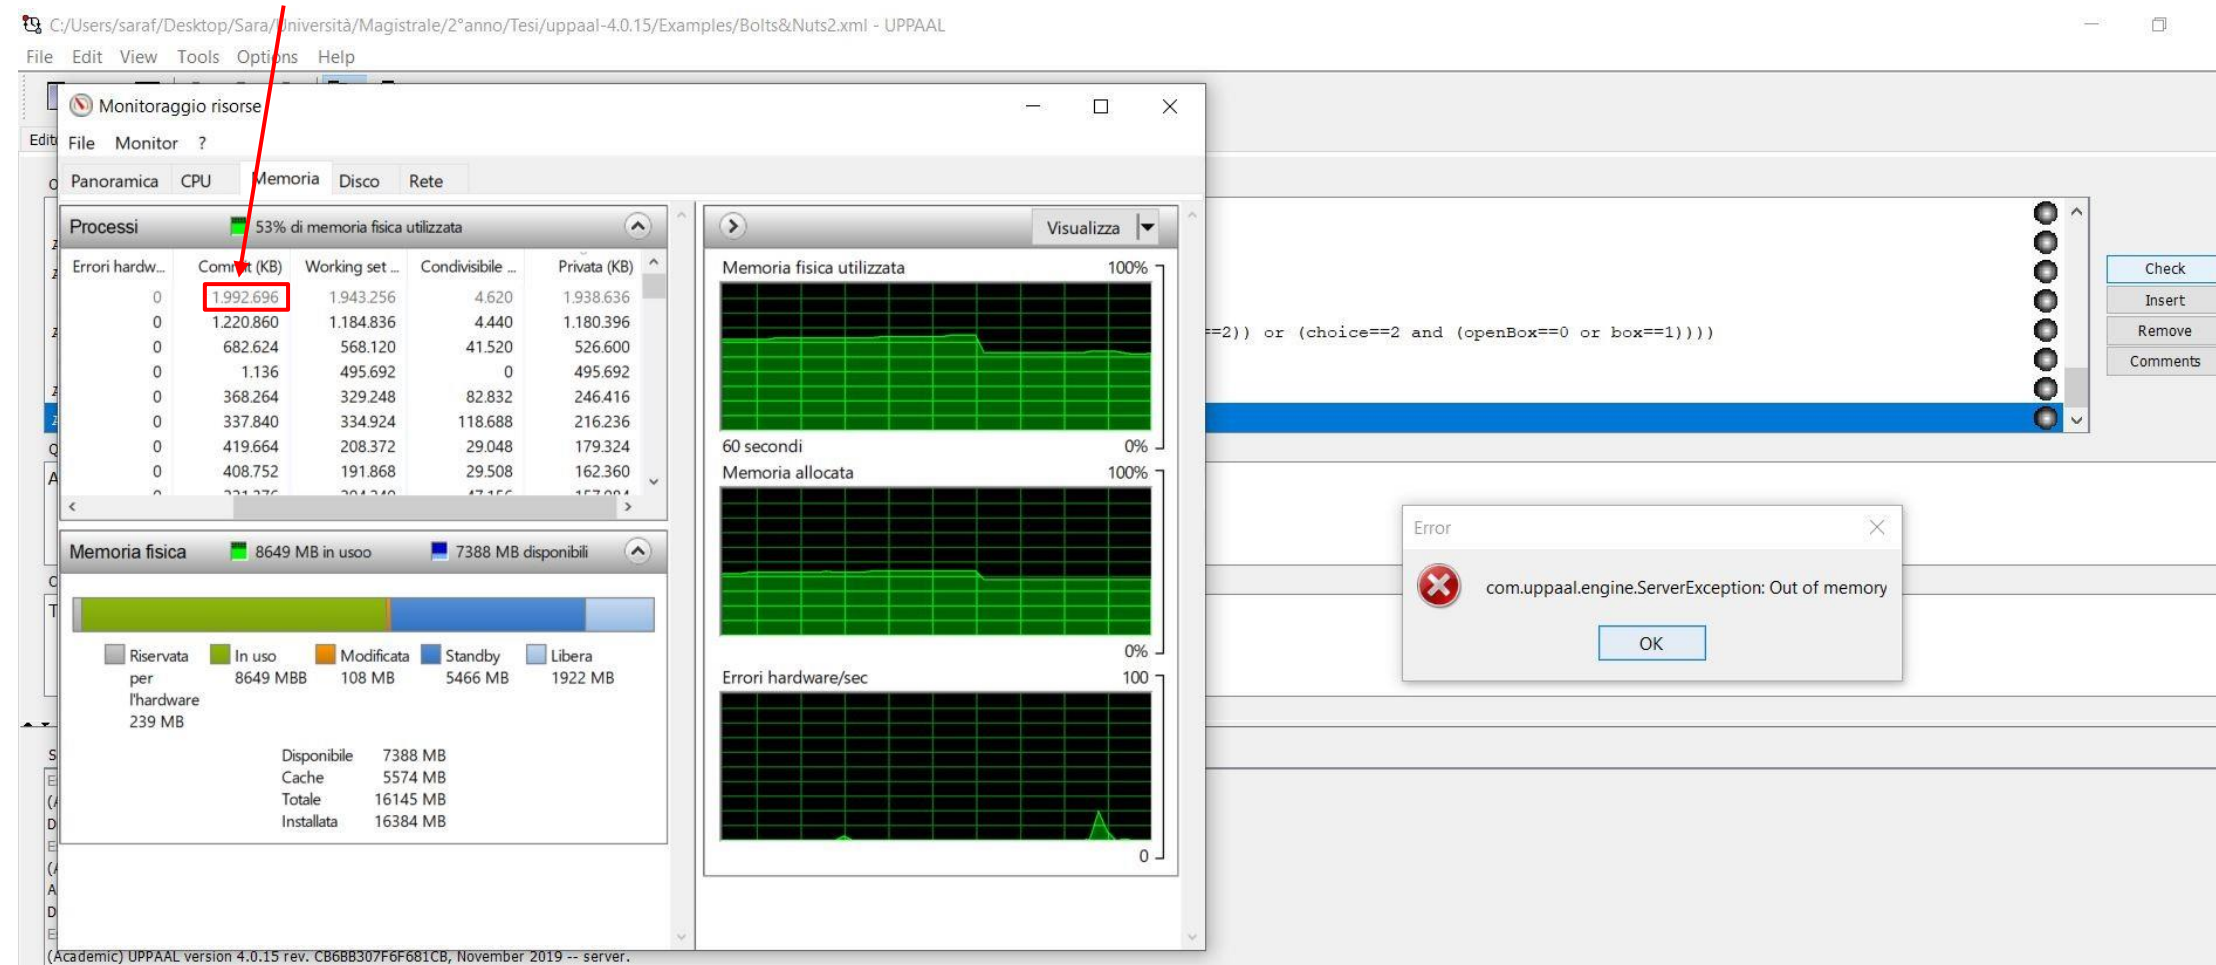 C:/Users/saraf/Desktop/Sara/Università/Magistrale/2°anno/Tesi/uppaal-4.0.15/Examples/Bolts&Nuts2.xml - UPPAAL
File Edit View Tools Options Help
Monitoraggio risorse
File Monitor ?
Panoramica CPU Memoria Disco Rete
Processi 53% di memoria fisica utilizzata
Errori hardw... Commit (KB) Working set ... Condivisibile ... Privata (KB)
0 1.992.696 1.943.256 4.620 1.938.636
0 1.220.860 1.184.836 4.440 1.180.396
0 682.624 568.120 41.520 526.600
0 1.136 495.692 0 495.692
0 368.264 329.248 82.832 246.416
0 337.840 334.924 118.688 216.236
0 419.664 208.372 29.048 179.324
0 408.752 191.868 29.508 162.360
Memoria fisica 8649 MB in usoo 7388 MB disponibili
Riservata per l'hardware 239 MB
In uso 8649 MBB
Modificata 108 MB
Standby 5466 MB
Libera 1922 MB
Disponibile 7388 MB
Cache 5574 MB
Totale 16145 MB
Installata 16384 MB
Visualizza
Memoria fisica utilizzata 100%
60 secondi 0%
Memoria allocata 100%
0%
Errori hardware/sec 100
0
==2)) or (choice==2 and (openBox==0 or box==1))))
Check
Insert
Remove
Comments
Error
com.uppaal.engine.ServerException: Out of memory
OK
(Academic) UPPAAL version 4.0.15 rev. CB6BB307F6F681CB, November 2019 -- server.